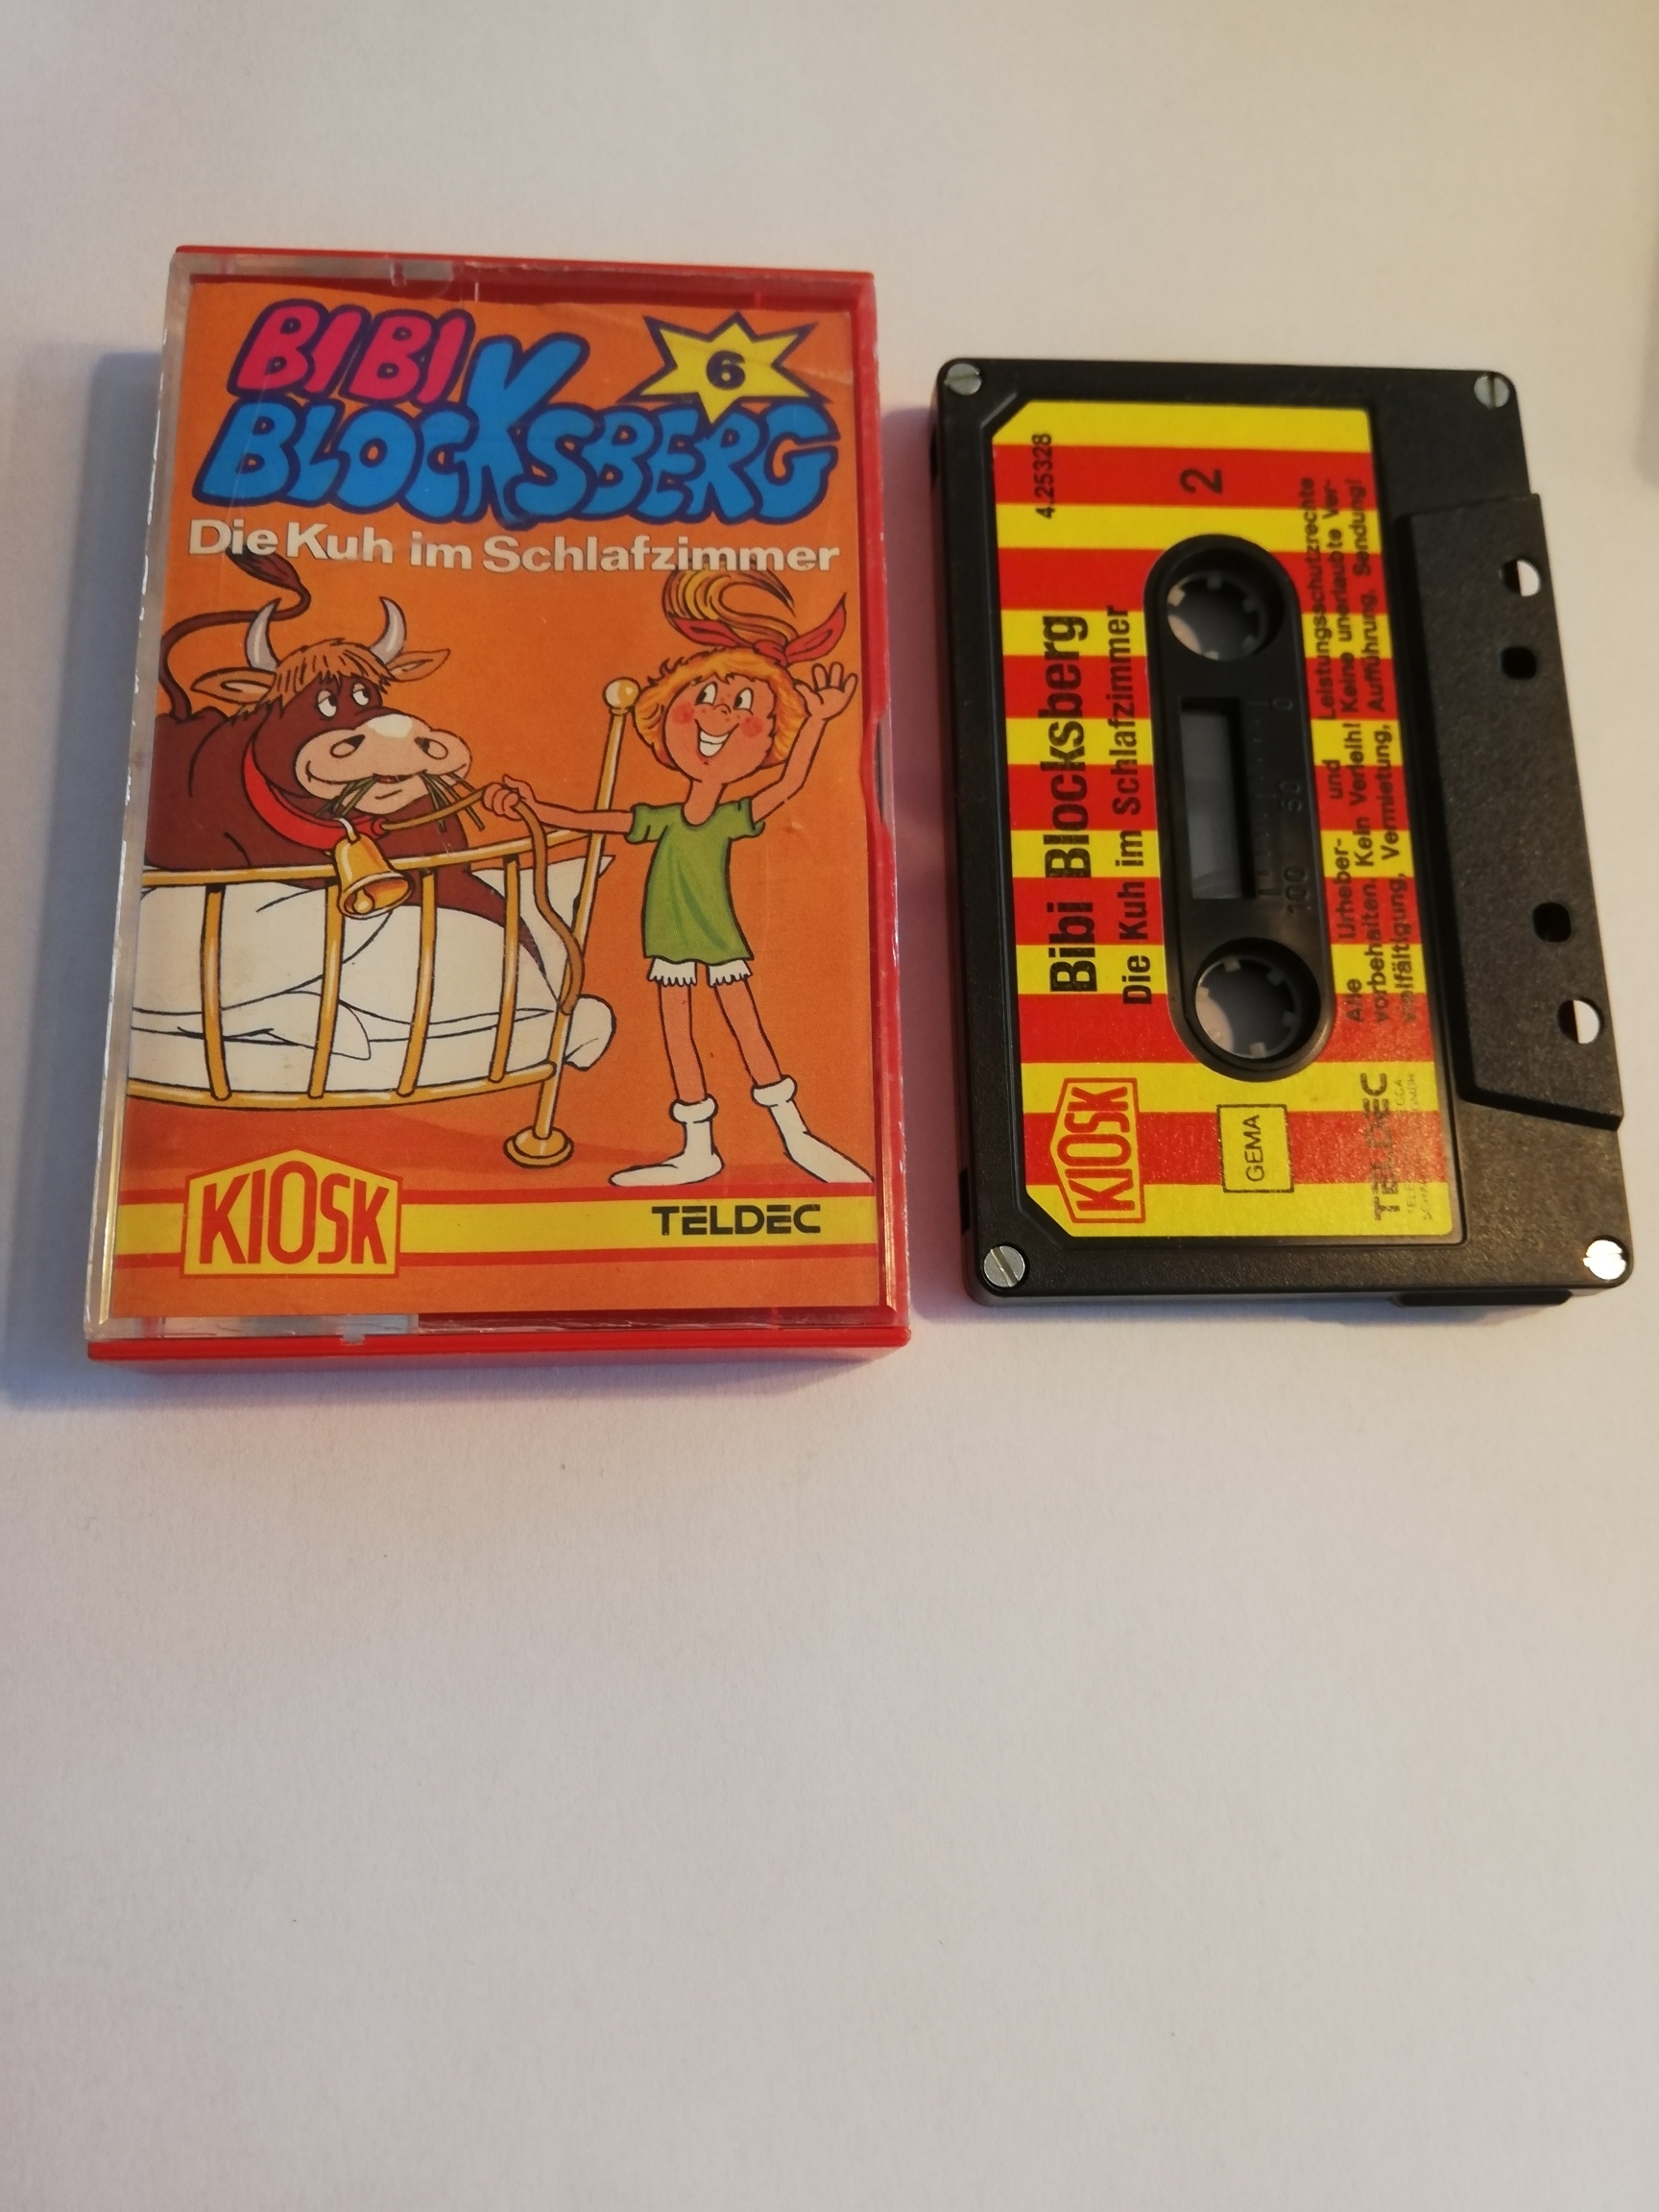 BIBI
BLOCKSBERG
6
Die Kuh im Schlafzimmer
KIOSK
TELDEC
4.25328
Bibi Blocksberg
Die Kuh im Schlafzimmer
2
KIOSK
GEMA
100 50 0
Alle Urheber- und Leistungsschutzrechte
vorbehalten. Kein Verleih! Keine unerlaubte Ver-
vielfältigung, Vermietung, Aufführung, Sendung!
TELDEC